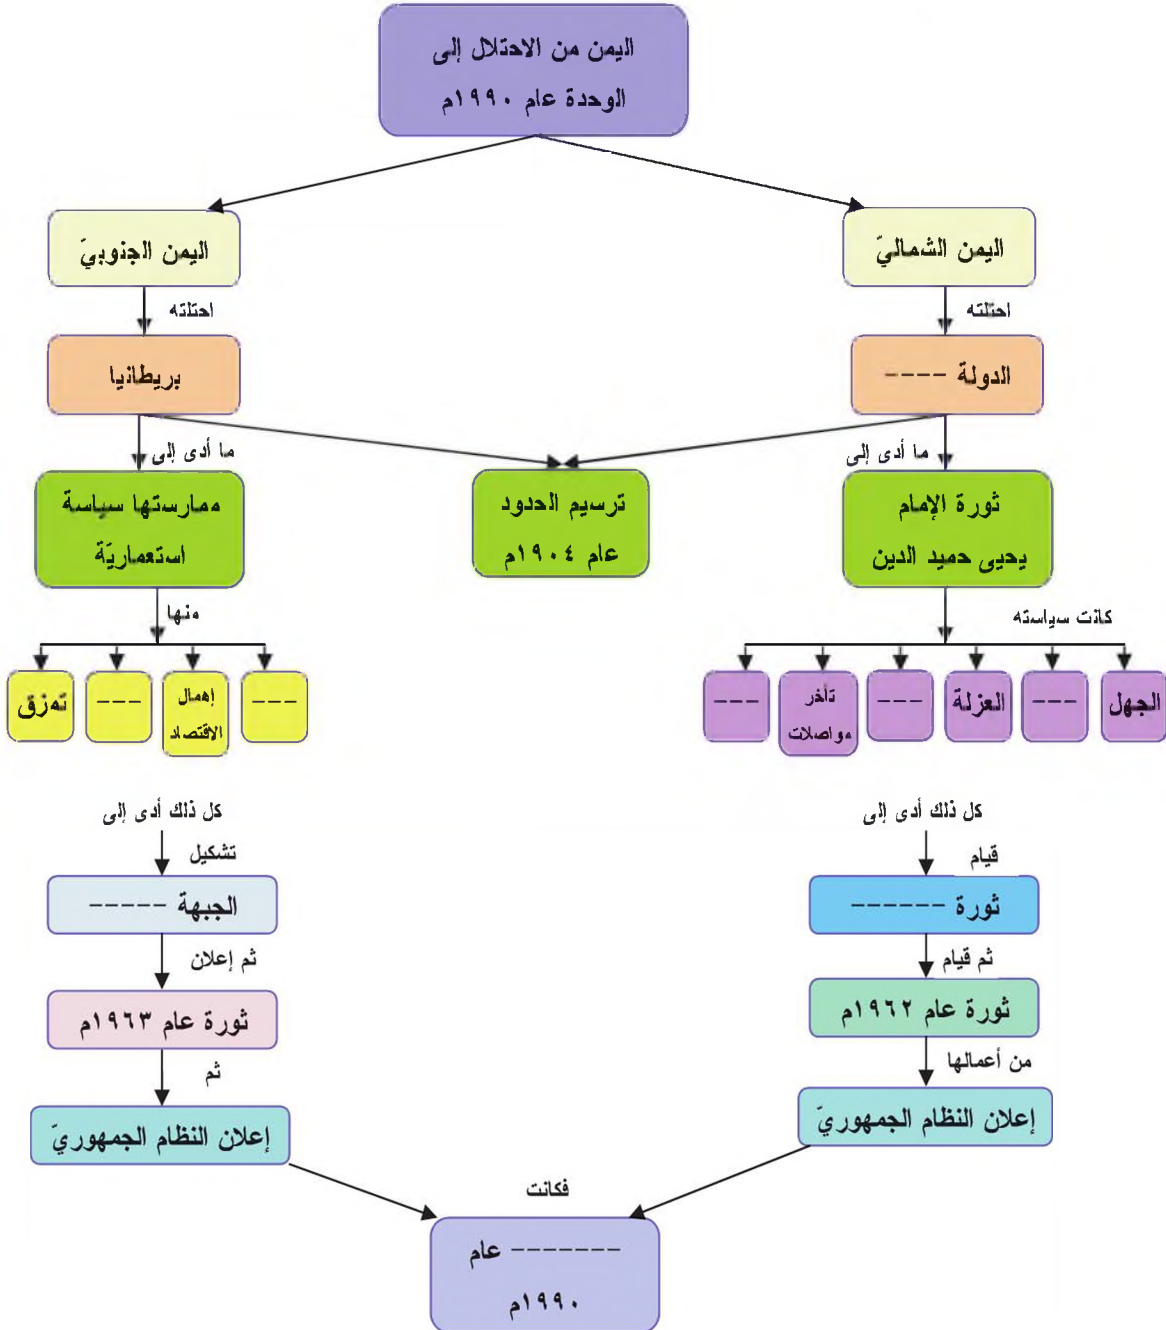 اليمن من الاحتلال إلى
الوحدة عام ١٩٩٠م
اليمن الشماليّ
اليمن الجنوبيّ
احتلته
احتلته
الدولة ----
بريطانيا
ما أدى إلى
ما أدى إلى
ثورة الإمام
يحيى حميد الدين
ترسيم الحدود
عام ١٩٠٤م
ممارستها سياسة
استعماريّة
كانت سياسته
منها
الجهل
---
العزلة
---
تأخر
مواصلات
---
---
إهمال
الاقتصاد
---
تمزق
كل ذلك أدى إلى
كل ذلك أدى إلى
قيام
تشكيل
ثورة ------
الجبهة -----
ثم قيام
ثم إعلان
ثورة عام ١٩٦٢م
ثورة عام ١٩٦٣م
من أعمالها
ثم
إعلان النظام الجمهوريّ
إعلان النظام الجمهوريّ
فكانت
-------- عام
١٩٩٠م